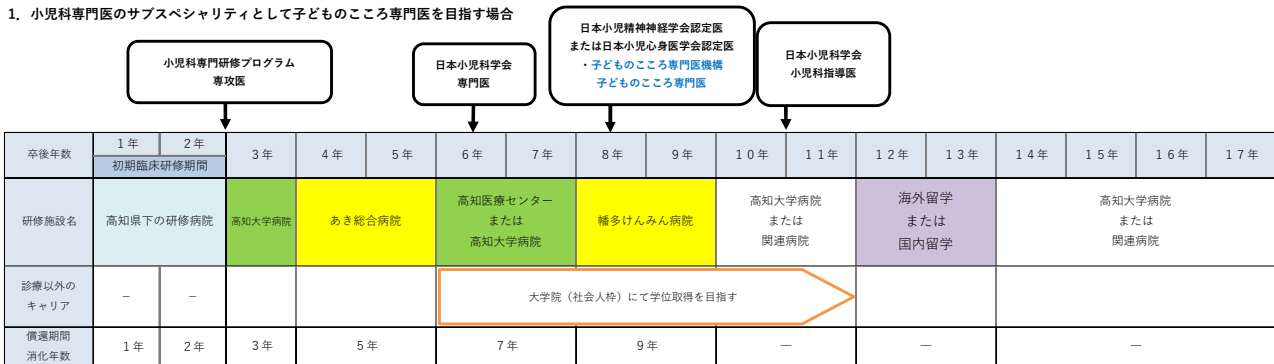 1．小児科専門医のサブスペシャリティとして子どものこころ専門医を目指す場合
小児科専門研修プログラム
専攻医
日本小児科学会
専門医
日本小児精神神経学会認定医
または日本小児心身医学会認定医
・子どものこころ専門医機構
子どものこころ専門医
日本小児科学会
小児科指導医
卒後年数
1年
2年
初期臨床研修期間
3年
4年
5年
6年
7年
8年
9年
10年
11年
12年
13年
14年
15年
16年
17年
研修施設名
高知県下の研修病院
高知大学病院
あき総合病院
高知医療センター
または
高知大学病院
幡多けんみん病院
高知大学病院
または
関連病院
海外留学
または
国内留学
高知大学病院
または
関連病院
診療以外の
キャリア
－
－
大学院（社会人枠）にて学位取得を目指す
償還期間
消化年数
1年
2年
3年
5年
7年
9年
－
－
－